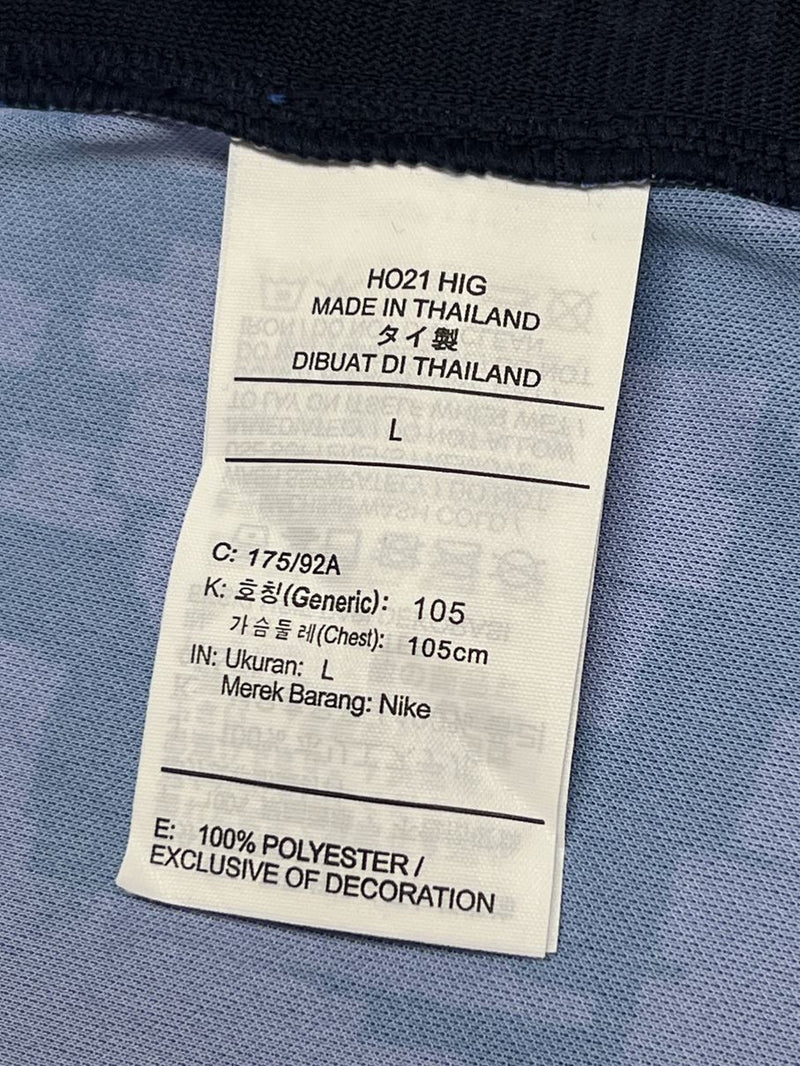 HO21 HIG
MADE IN THAILAND
タイ製
DIBUAT DI THAILAND
L
C: 175/92A
K: 호칭(Generic): 105
가슴둘레(Chest): 105cm
IN: Ukuran: L
Merek Barang: Nike
E: 100% POLYESTER /
EXCLUSIVE OF DECORATION